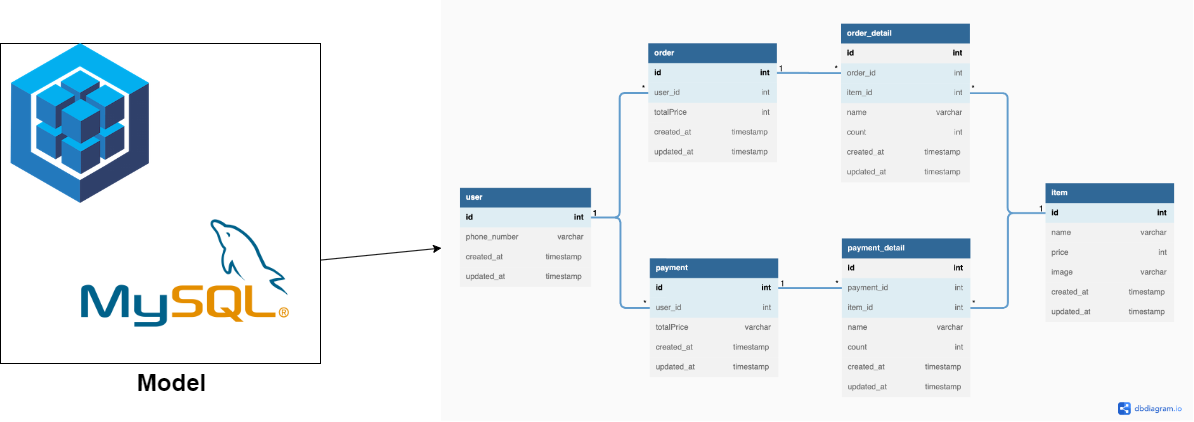 MySQL®
Model
user
id int
phone_number varchar
created_at timestamp
updated_at timestamp
1
order
id int
user_id int
totalPrice int
created_at timestamp
updated_at timestamp
*
1
payment
id int
user_id int
totalPrice varchar
created_at timestamp
updated_at timestamp
*
1
order_detail
id int
order_id int
item_id int
name varchar
count int
created_at timestamp
updated_at timestamp
*
*
payment_detail
id int
payment_id int
item_id int
name varchar
count int
created_at timestamp
updated_at timestamp
*
*
item
1
id int
name varchar
price int
image varchar
created_at timestamp
updated_at timestamp
dbdiagram.io